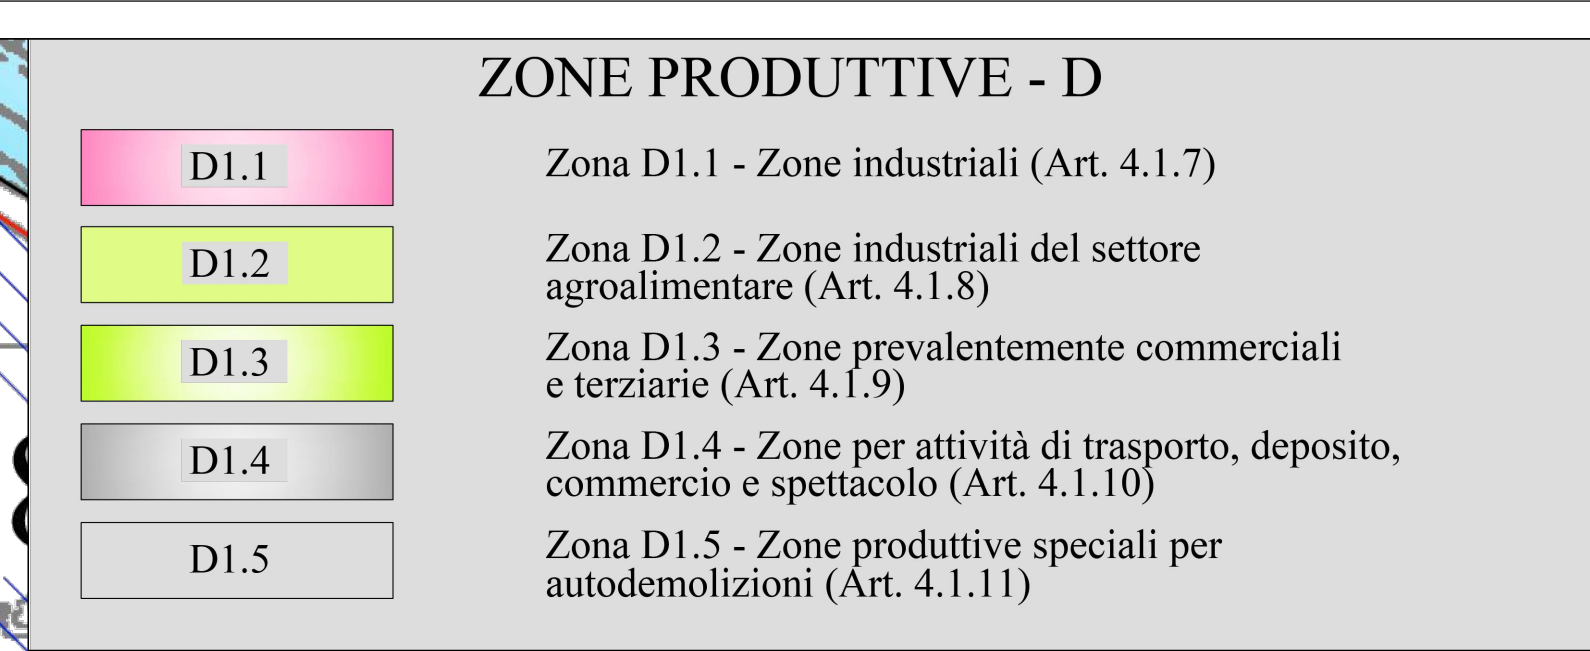 ZONE PRODUTTIVE - D
D1.1
Zona D1.1 - Zone industriali (Art. 4.1.7)
D1.2
Zona D1.2 - Zone industriali del settore
agroalimentare (Art. 4.1.8)
D1.3
Zona D1.3 - Zone prevalentemente commerciali
e terziarie (Art. 4.1.9)
D1.4
Zona D1.4 - Zone per attività di trasporto, deposito,
commercio e spettacolo (Art. 4.1.10)
D1.5
Zona D1.5 - Zone produttive speciali per
autodemolizioni (Art. 4.1.11)